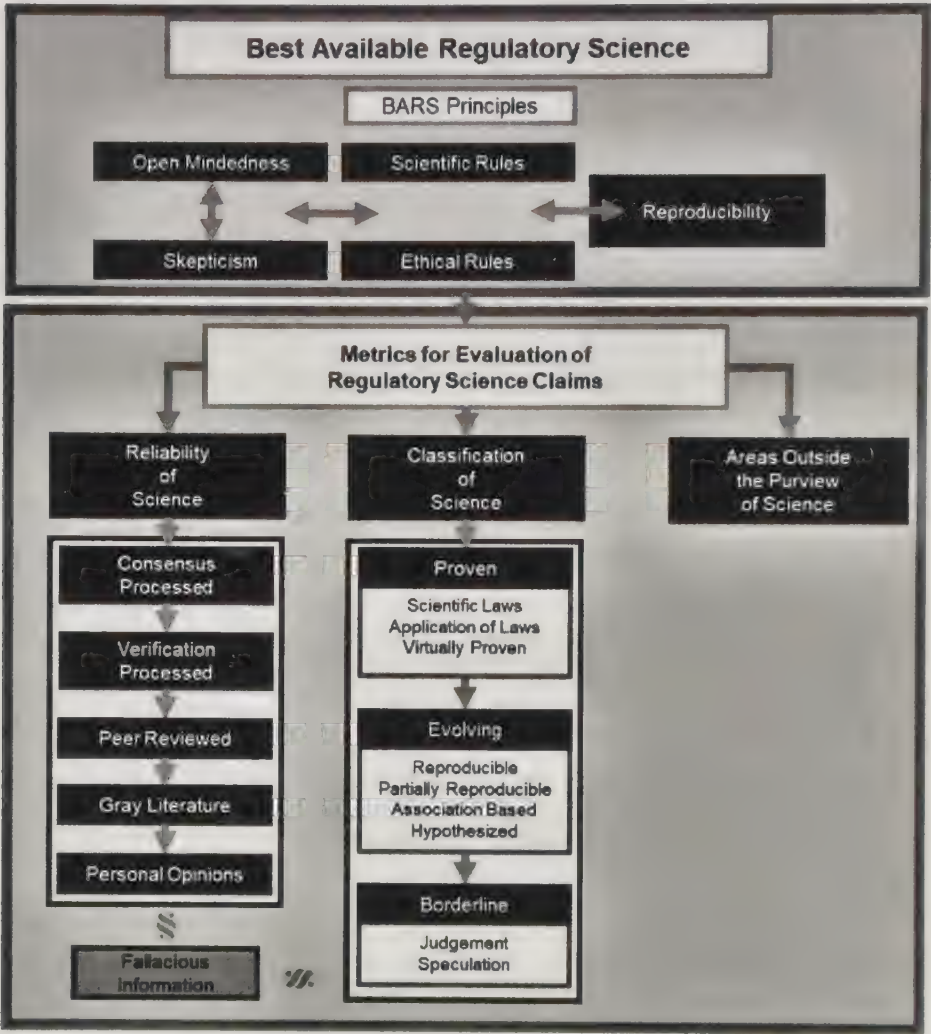 Best Available Regulatory Science
BARS Principles
Open Mindedness
Scientific Rules
Reproducibility
Skepticism
Ethical Rules
Metrics for Evaluation of
Regulatory Science Claims
Reliability
of
Science
Consensus
Processed
Verification
Processed
Peer Reviewed
Gray Literature
Personal Opinions
Fallacious
Information
Classification
of
Science
Proven
Scientific Laws
Application of Laws
Virtually Proven
Evolving
Reproducible
Partially Reproducible
Association Based
Hypothesized
Borderline
Judgement
Speculation
Areas Outside
the Purview
of Science